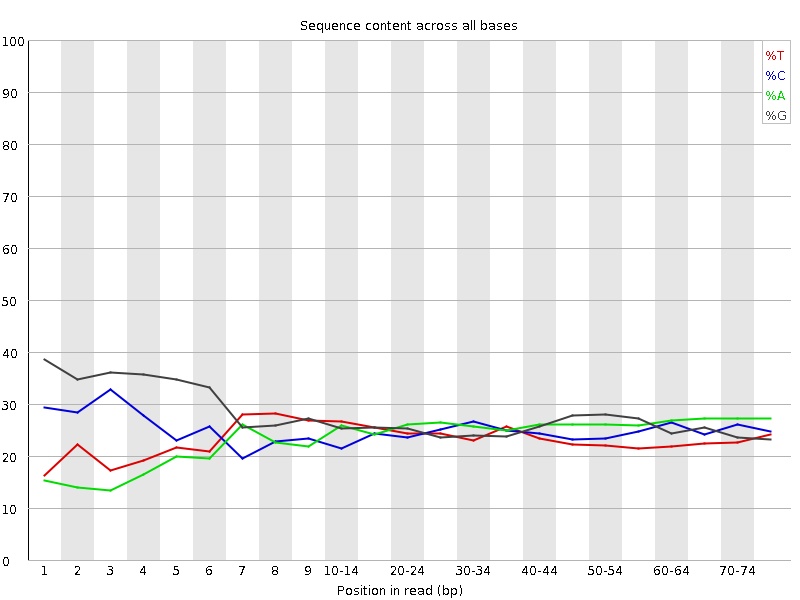 Sequence content across all bases
100
90
80
70
60
50
40
30
20
10
0
%T
%C
%A
%G
1 2 3 4 5 6 7 8 9 10-14 20-24 30-34 40-44 50-54 60-64 70-74
Position in read (bp)